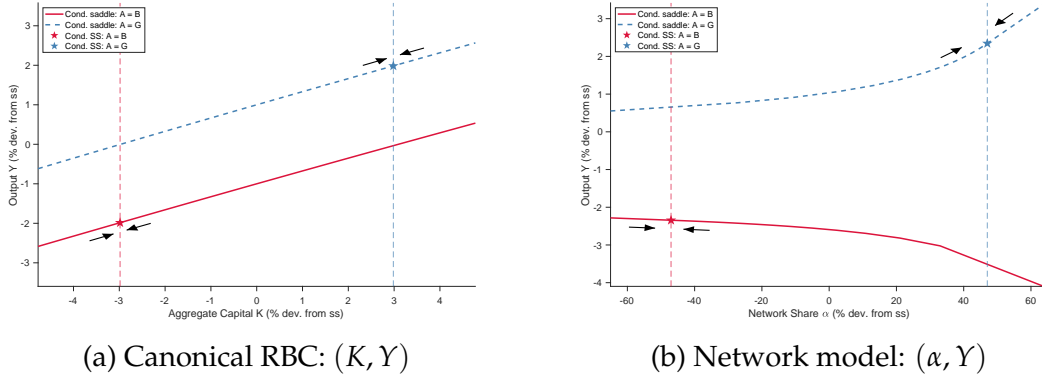 Cond. saddle: A = B
Cond. saddle: A = G
Cond. SS: A = B
Cond. SS: A = G
Output Y (% dev. from ss)
3
2
1
0
-1
-2
-3
-4 -3 -2 -1 0 1 2 3 4
Aggregate Capital K (% dev. from ss)
(a) Canonical RBC: (K, Y)
Cond. saddle: A = B
Cond. saddle: A = G
Cond. SS: A = B
Cond. SS: A = G
Output Y (% dev. from ss)
3
2
1
0
-1
-2
-3
-4
-60 -40 -20 0 20 40 60
Network Share α (% dev. from ss)
(b) Network model: (α, Y)